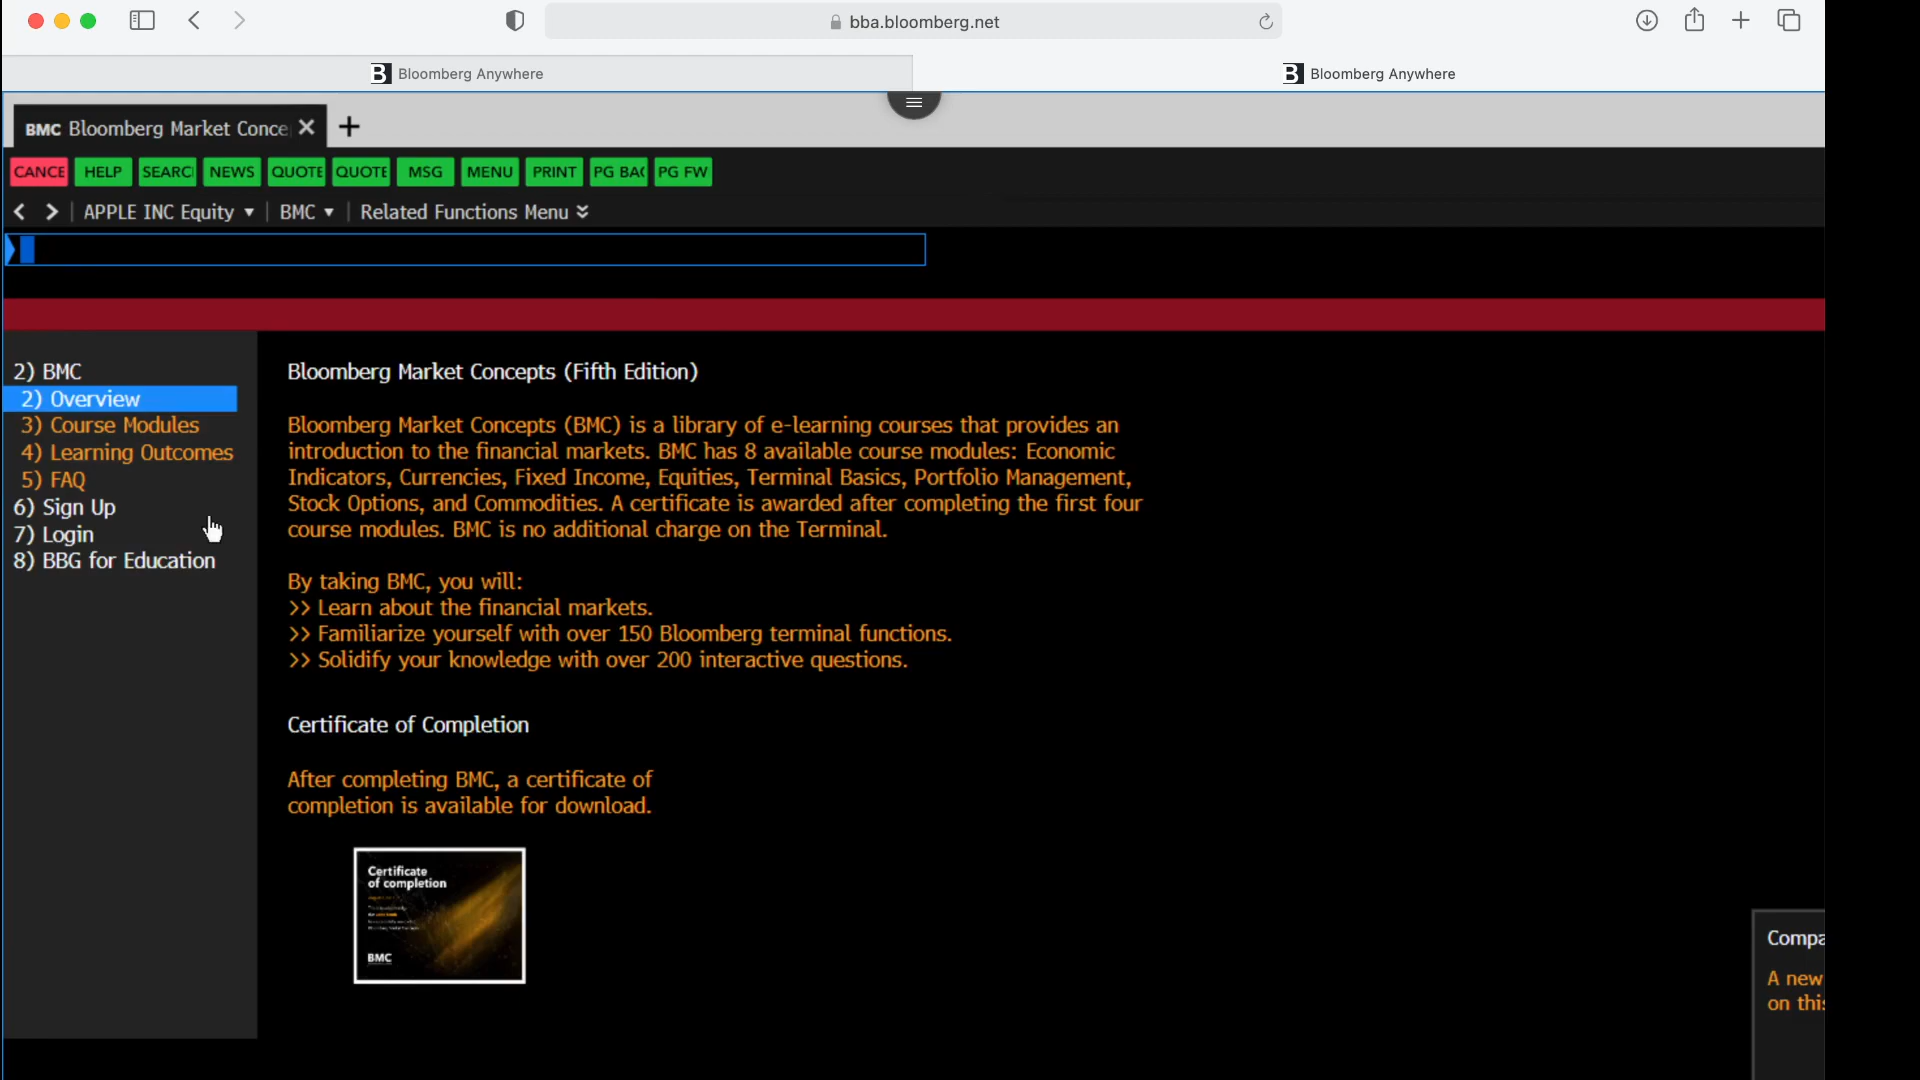 bba.bloomberg.net
B Bloomberg Anywhere
B Bloomberg Anywhere
BMC Bloomberg Market Conce
CANCE HELP SEARC NEWS QUOTE QUOTE MSG MENU PRINT PG BAC PG FW
APPLE INC Equity BMC Related Functions Menu
2) BMC
2) Overview
3) Course Modules
4) Learning Outcomes
5) FAQ
6) Sign Up
7) Login
8) BBG for Education
Bloomberg Market Concepts (Fifth Edition)
Bloomberg Market Concepts (BMC) is a library of e-learning courses that provides an
introduction to the financial markets. BMC has 8 available course modules: Economic
Indicators, Currencies, Fixed Income, Equities, Terminal Basics, Portfolio Management,
Stock Options, and Commodities. A certificate is awarded after completing the first four
course modules. BMC is no additional charge on the Terminal.
By taking BMC, you will:
>> Learn about the financial markets.
>> Familiarize yourself with over 150 Bloomberg terminal functions.
>> Solidify your knowledge with over 200 interactive questions.
Certificate of Completion
After completing BMC, a certificate of
completion is available for download.
Certificate
of completion
BMC
Compa
A new
on this